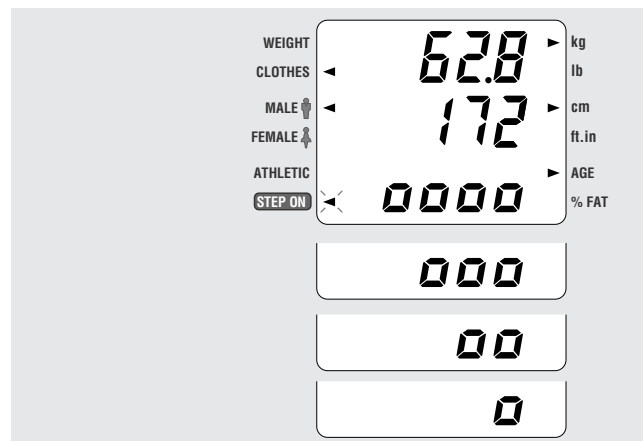 WEIGHT 62.8 kg
CLOTHES lb
MALE 172 cm
FEMALE ft.in
ATHLETIC AGE
STEP ON 0000 % FAT
000
00
0